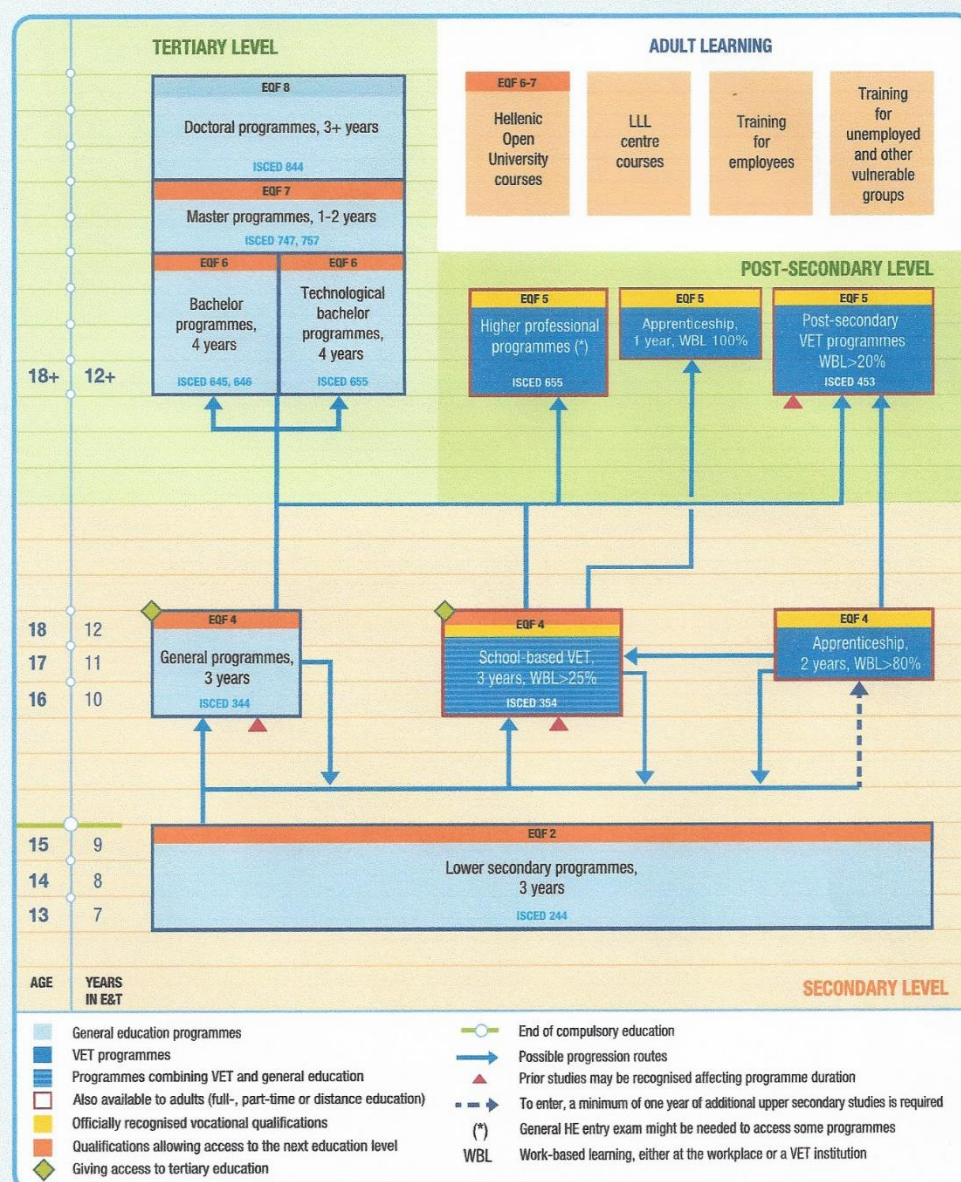 TERTIARY LEVEL
EQF 8
Doctoral programmes, 3+ years
ISCED 844
EQF 7
Master programmes, 1-2 years
ISCED 747, 757
EQF 6
Bachelor
programmes,
4 years
ISCED 645, 646
EQF 6
Technological
bachelor
programmes,
4 years
ISCED 655
ADULT LEARNING
EQF 6-7
Hellenic
Open
University
courses
LLL
centre
courses
Training
for
employees
Training
for
unemployed
and other
vulnerable
groups
POST-SECONDARY LEVEL
EQF 5
Higher professional
programmes (*)
ISCED 655
EQF 5
Apprenticeship,
1 year, WBL 100%
EQF 5
Post-secondary
VET programmes
WBL>20%
ISCED 453
18+ 12+
18 12
17 11
16 10
EQF 4
General programmes,
3 years
ISCED 344
EQF 4
School-based VET,
3 years, WBL>25%
ISCED 354
EQF 4
Apprenticeship,
2 years, WBL>80%
15 9
14 8
13 7
EQF 2
Lower secondary programmes,
3 years
ISCED 244
AGE
YEARS
IN E&T
SECONDARY LEVEL
General education programmes
VET programmes
Programmes combining VET and general education
Also available to adults (full-, part-time or distance education)
Officially recognised vocational qualifications
Qualifications allowing access to the next education level
Giving access to tertiary education
End of compulsory education
Possible progression routes
Prior studies may be recognised affecting programme duration
To enter, a minimum of one year of additional upper secondary studies is required
(*) General HE entry exam might be needed to access some programmes
WBL Work-based learning, either at the workplace or a VET institution